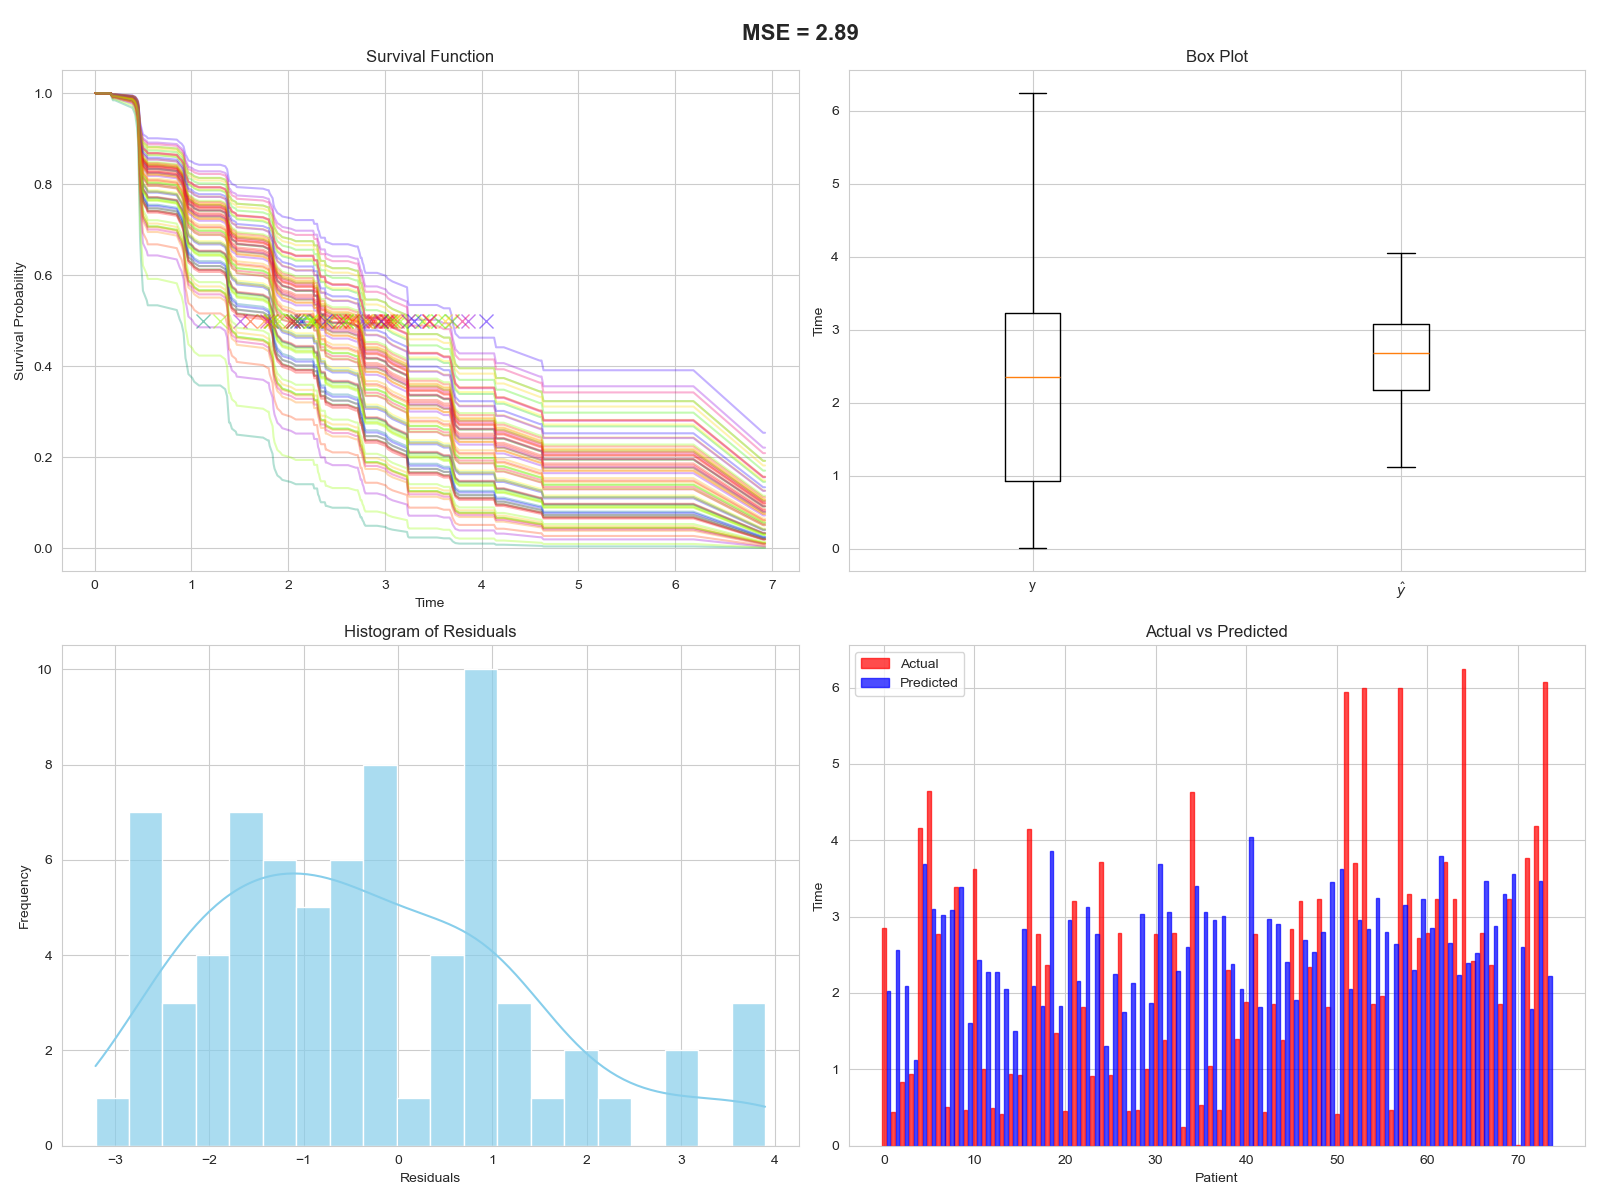 MSE = 2.89
Survival Function
1.0
0.8
0.6
0.4
0.2
0.0
Survival Probability
0 1 2 3 4 5 6 7
Time
Box Plot
6
5
4
3
2
1
0
Time
y ŷ
Histogram of Residuals
10
8
6
4
2
0
Frequency
−3 −2 −1 0 1 2 3 4
Residuals
Actual vs Predicted
Actual
Predicted
6
5
4
3
2
1
0
Time
0 10 20 30 40 50 60 70
Patient